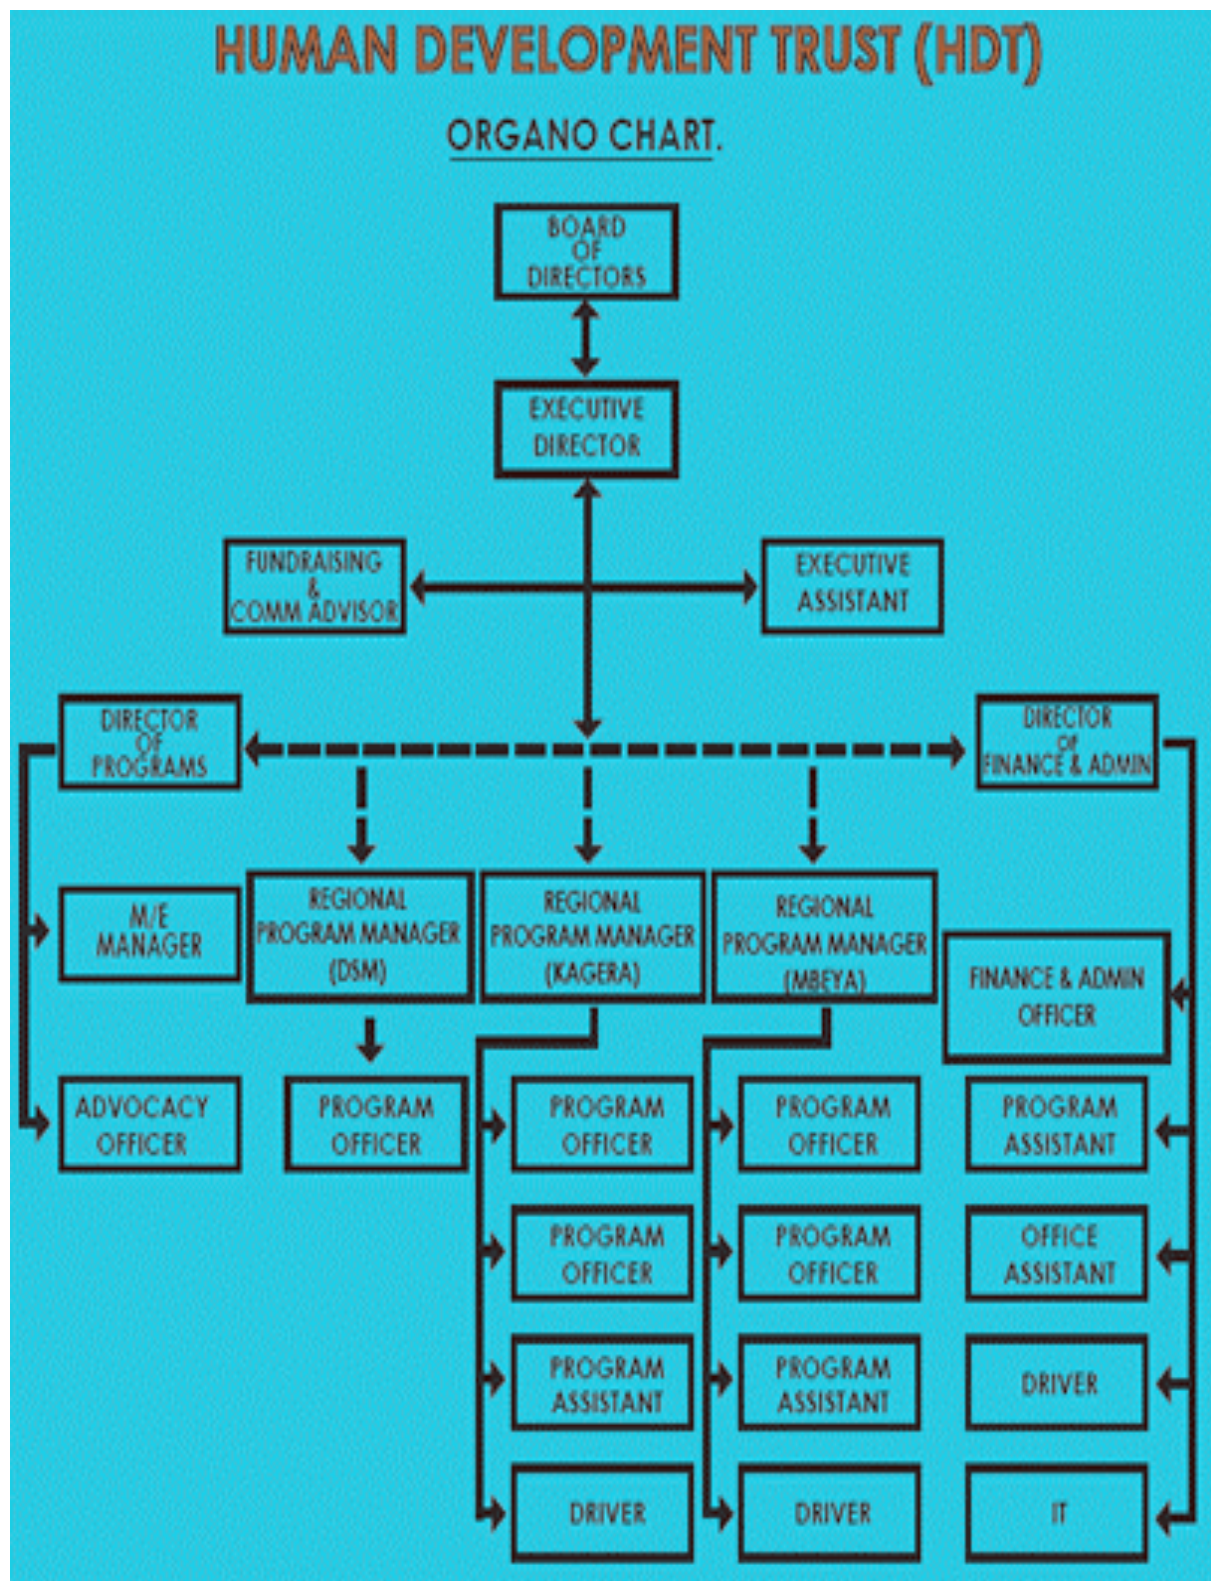 HUMAN DEVELOPMENT TRUST (HDT)
ORGANO CHART.
BOARD
OF
DIRECTORS
EXECUTIVE
DIRECTOR
FUNDRAISING
&
COMM ADVISOR
EXECUTIVE
ASSISTANT
DIRECTOR
OF
PROGRAMS
DIRECTOR
OF
FINANCE & ADMIN
M/E
MANAGER
REGIONAL
PROGRAM MANAGER
(DSM)
REGIONAL
PROGRAM MANAGER
(KAGERA)
REGIONAL
PROGRAM MANAGER
(MBEYA)
FINANCE & ADMIN
OFFICER
ADVOCACY
OFFICER
PROGRAM
OFFICER
PROGRAM
OFFICER
PROGRAM
OFFICER
PROGRAM
ASSISTANT
PROGRAM
OFFICER
PROGRAM
OFFICER
OFFICE
ASSISTANT
PROGRAM
ASSISTANT
PROGRAM
ASSISTANT
DRIVER
DRIVER
DRIVER
IT